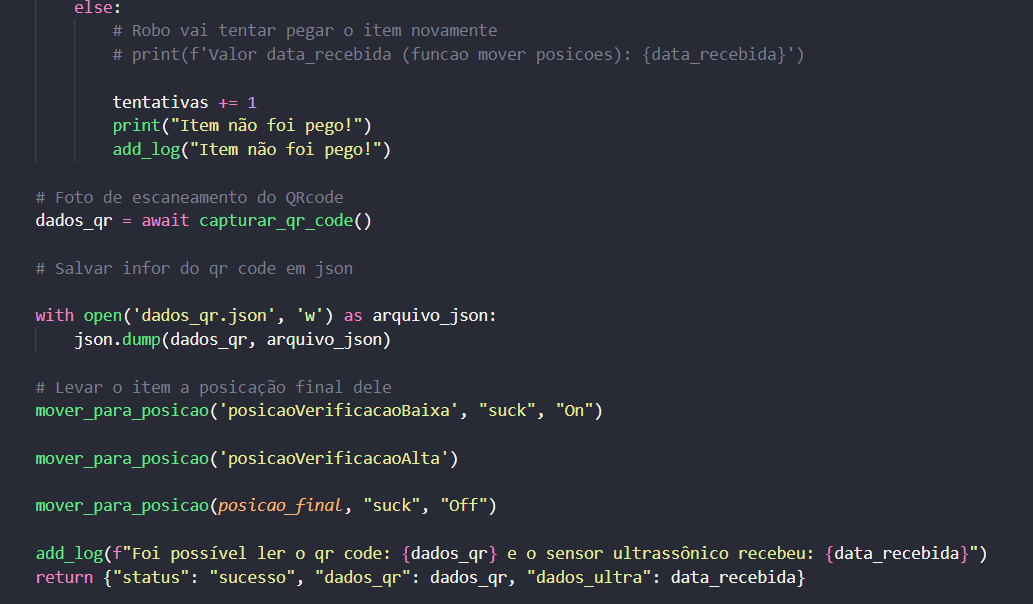 else:
# Robo vai tentar pegar o item novamente
# print(f'Valor data_recebida (funcao mover posicoes): {data_recebida}')
tentativas += 1
print("Item não foi pego!")
add_log("Item não foi pego!")
# Foto de escaneamento do QRcode
dados_qr = await capturar_qr_code()
# Salvar infor do qr code em json
with open('dados_qr.json', 'w') as arquivo_json:
json.dump(dados_qr, arquivo_json)
# Levar o item a posicação final dele
mover_para_posicao('posicaoVerificacaoBaixa', "suck", "On")
mover_para_posicao('posicaoVerificacaoAlta')
mover_para_posicao(posicao_final, "suck", "Off")
add_log(f"Foi possível ler o qr code: {dados_qr} e o sensor ultrassônico recebeu: {data_recebida}")
return {"status": "sucesso", "dados_qr": dados_qr, "dados_ultra": data_recebida}